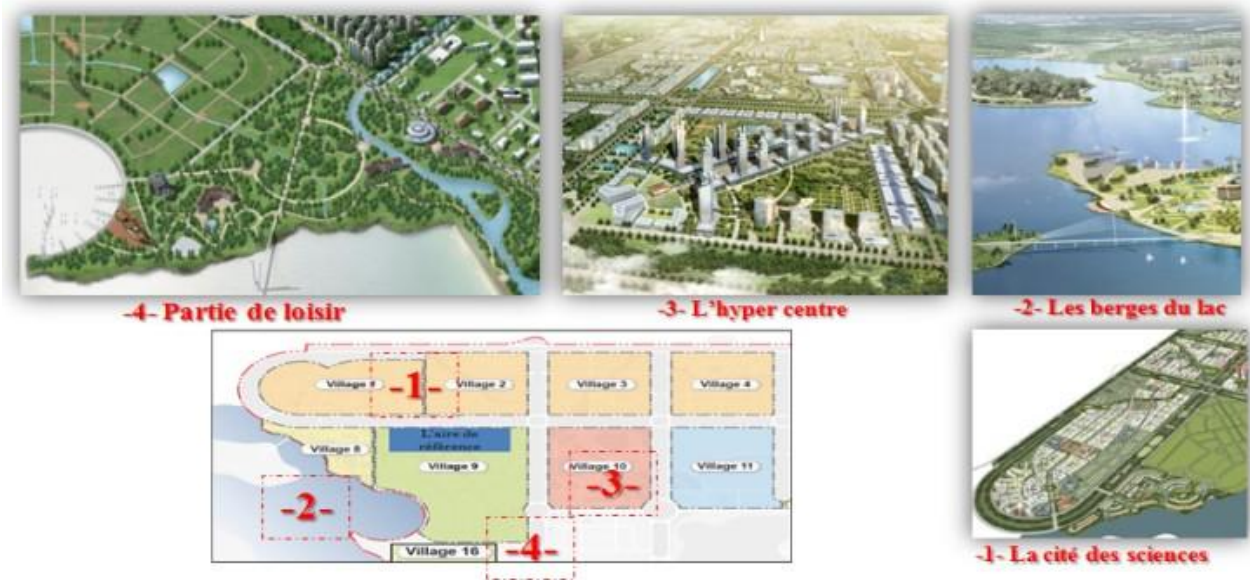 -4- Partie de loisir
-3- L'hyper centre
-2- Les berges du lac
Village 1
-1-
Village 2
Village 3
Village 4
L'aire de
référence
Village 8
Village 9
Village 10
Village 11
-2-
-3-
Village 16
-4-
-1- La cité des sciences